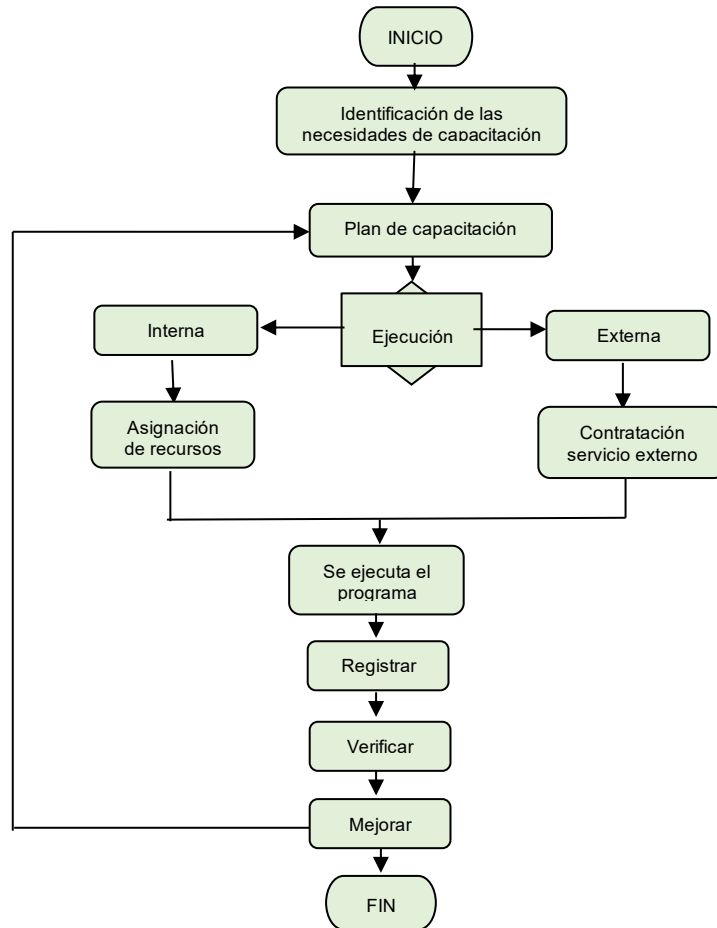 INICIO
Identificación de las
necesidades de capacitación
Plan de capacitación
Ejecución
Interna
Externa
Asignación
de recursos
Contratación
servicio externo
Se ejecuta el
programa
Registrar
Verificar
Mejorar
FIN